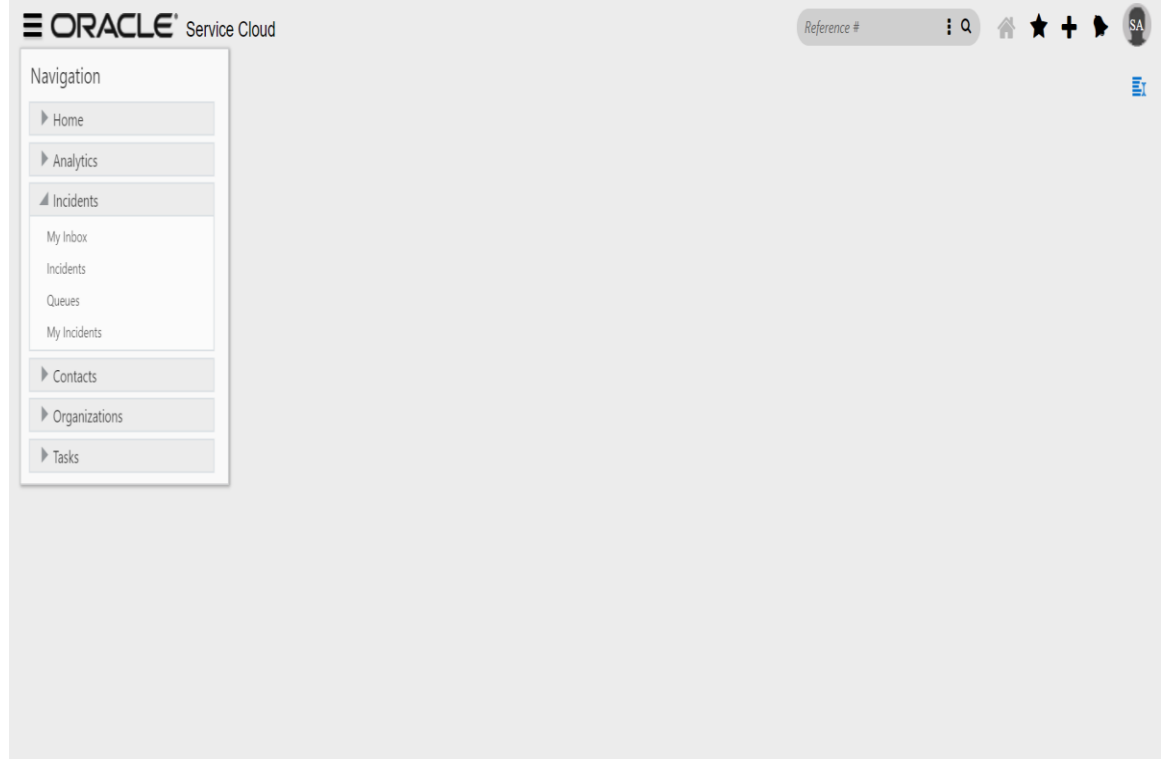 ORACLE Service Cloud
Reference #
SA
Navigation
Home
Analytics
Incidents
My Inbox
Incidents
Queues
My Incidents
Contacts
Organizations
Tasks